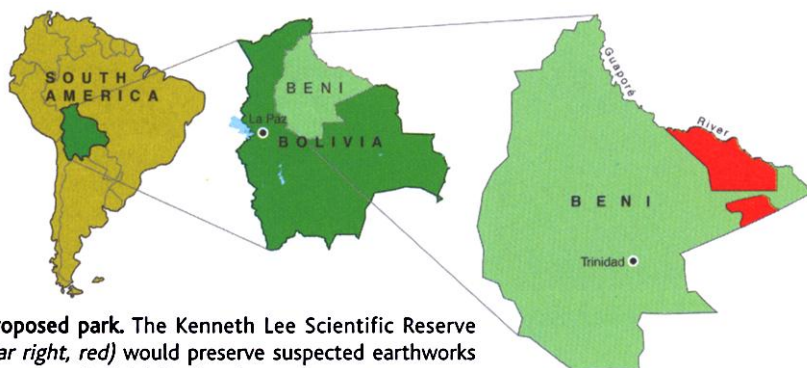 SOUTH
AMERICA
BENI
La Paz
BOLIVIA
Guaporé
River
BENI
Trinidad
roposed park. The Kenneth Lee Scientific Reserve
ar right, red) would preserve suspected earthworks